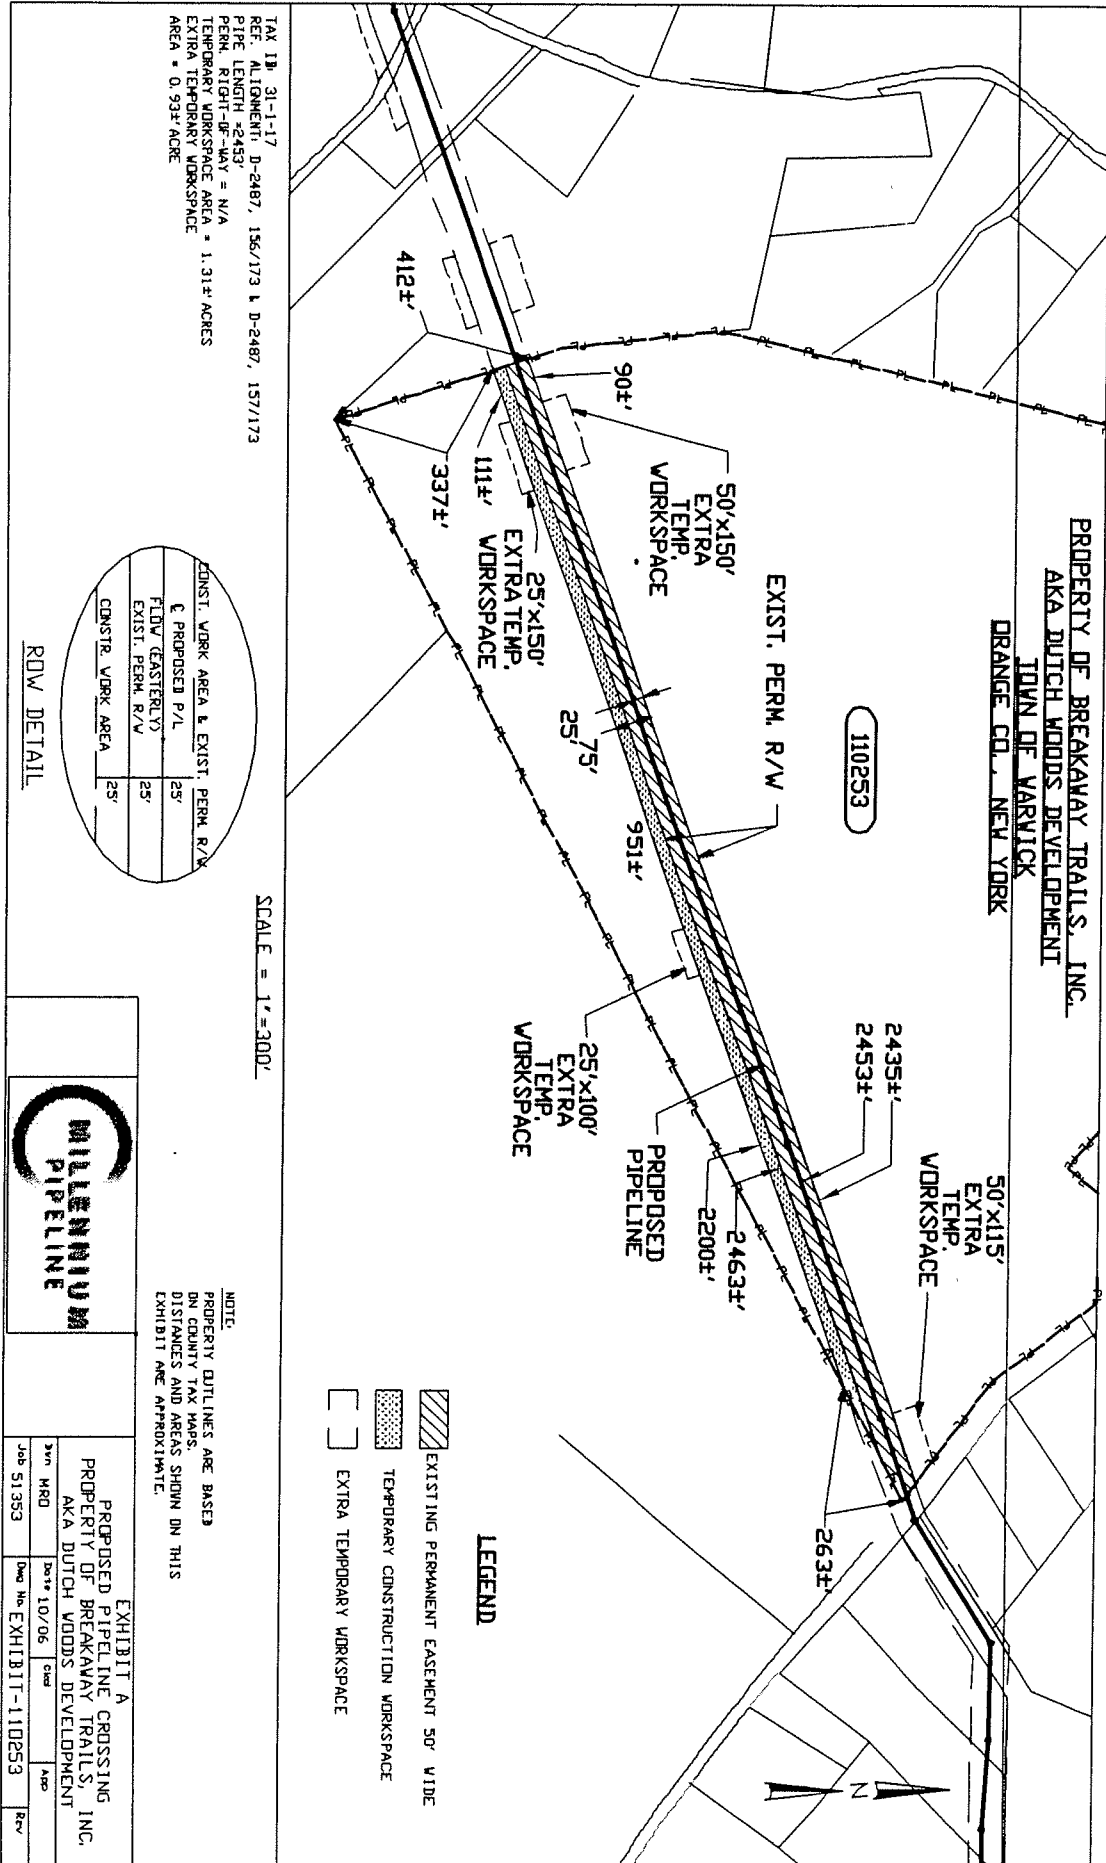 PROPERTY OF BREAKAWAY TRAILS, INC.
AKA DUTCH WOODS DEVELOPMENT
TOWN OF WARWICK
ORANGE CO., NEW YORK
110253
50'x150'
EXTRA
TEMP.
WORKSPACE
EXIST. PERM. R/W
90±'
412±'
337±'
111±'
25'x150'
EXTRA TEMP.
WORKSPACE
75'
25'
951±'
25'x100'
EXTRA
TEMP.
WORKSPACE
2435±'
2453±'
PROPOSED
PIPELINE
2463±'
2200±'
50'x115'
EXTRA
TEMP.
WORKSPACE
263±'
N
LEGEND
EXISTING PERMANENT EASEMENT 50' WIDE
TEMPORARY CONSTRUCTION WORKSPACE
EXTRA TEMPORARY WORKSPACE
TAX ID: 31-1-17
REF. ALIGNMENT: D-2487, 156/173 & D-2487, 157/173
PIPE LENGTH =2453'
PERM. RIGHT-OF-WAY = N/A
TEMPORARY WORKSPACE AREA = 1.31±' ACRES
EXTRA TEMPORARY WORKSPACE
AREA = 0.93±' ACRE
CONST. WORK AREA & EXIST. PERM. R/W
₵ PROPOSED P/L
25'
FLOW (EASTERLY)
EXIST. PERM. R/W
25'
CONSTR. WORK AREA
25'
ROW DETAIL
SCALE = 1"=300'
NOTE:
PROPERTY OUTLINES ARE BASED
ON COUNTY TAX MAPS.
DISTANCES AND AREAS SHOWN ON THIS
EXHIBIT ARE APPROXIMATE.
MILLENNIUM
PIPELINE
EXHIBIT A
PROPOSED PIPELINE CROSSING
PROPERTY OF BREAKAWAY TRAILS, INC.
AKA DUTCH WOODS DEVELOPMENT
MRO
Date 10/06
Ckd
App
Job 51353
Dwg No. EXHIBIT-110253
Rev